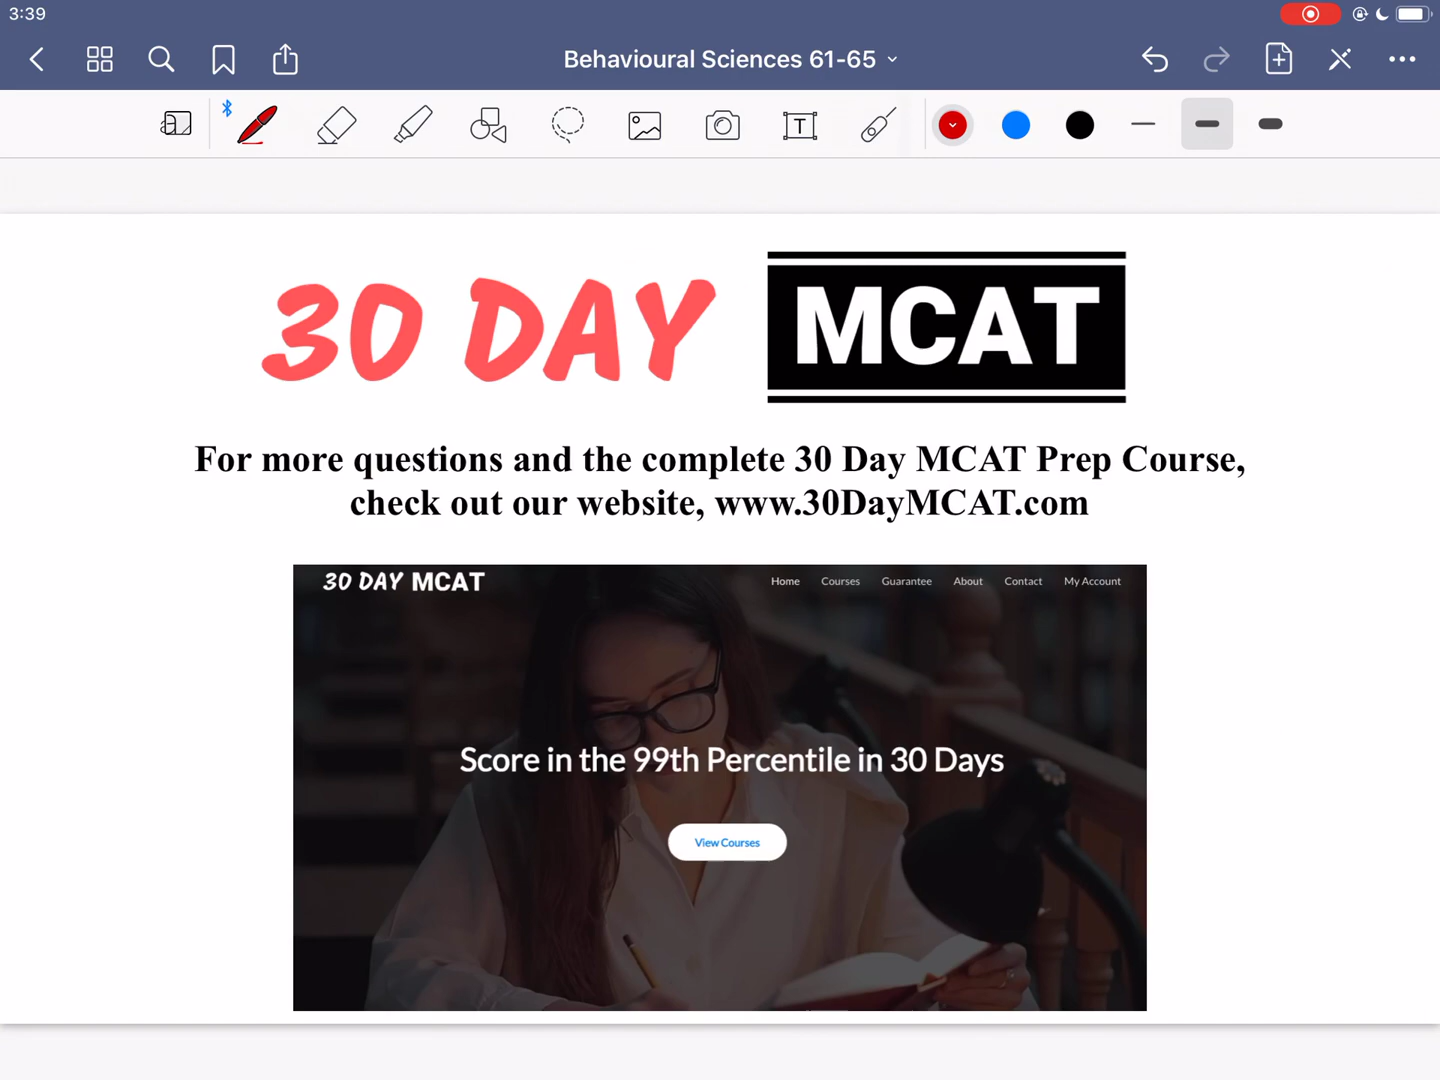 3:39
Behavioural Sciences 61-65
30 DAY MCAT
For more questions and the complete 30 Day MCAT Prep Course,
check out our website, www.30DayMCAT.com
30 DAY MCAT Home Courses Guarantee About Contact My Account
Score in the 99th Percentile in 30 Days
View Courses